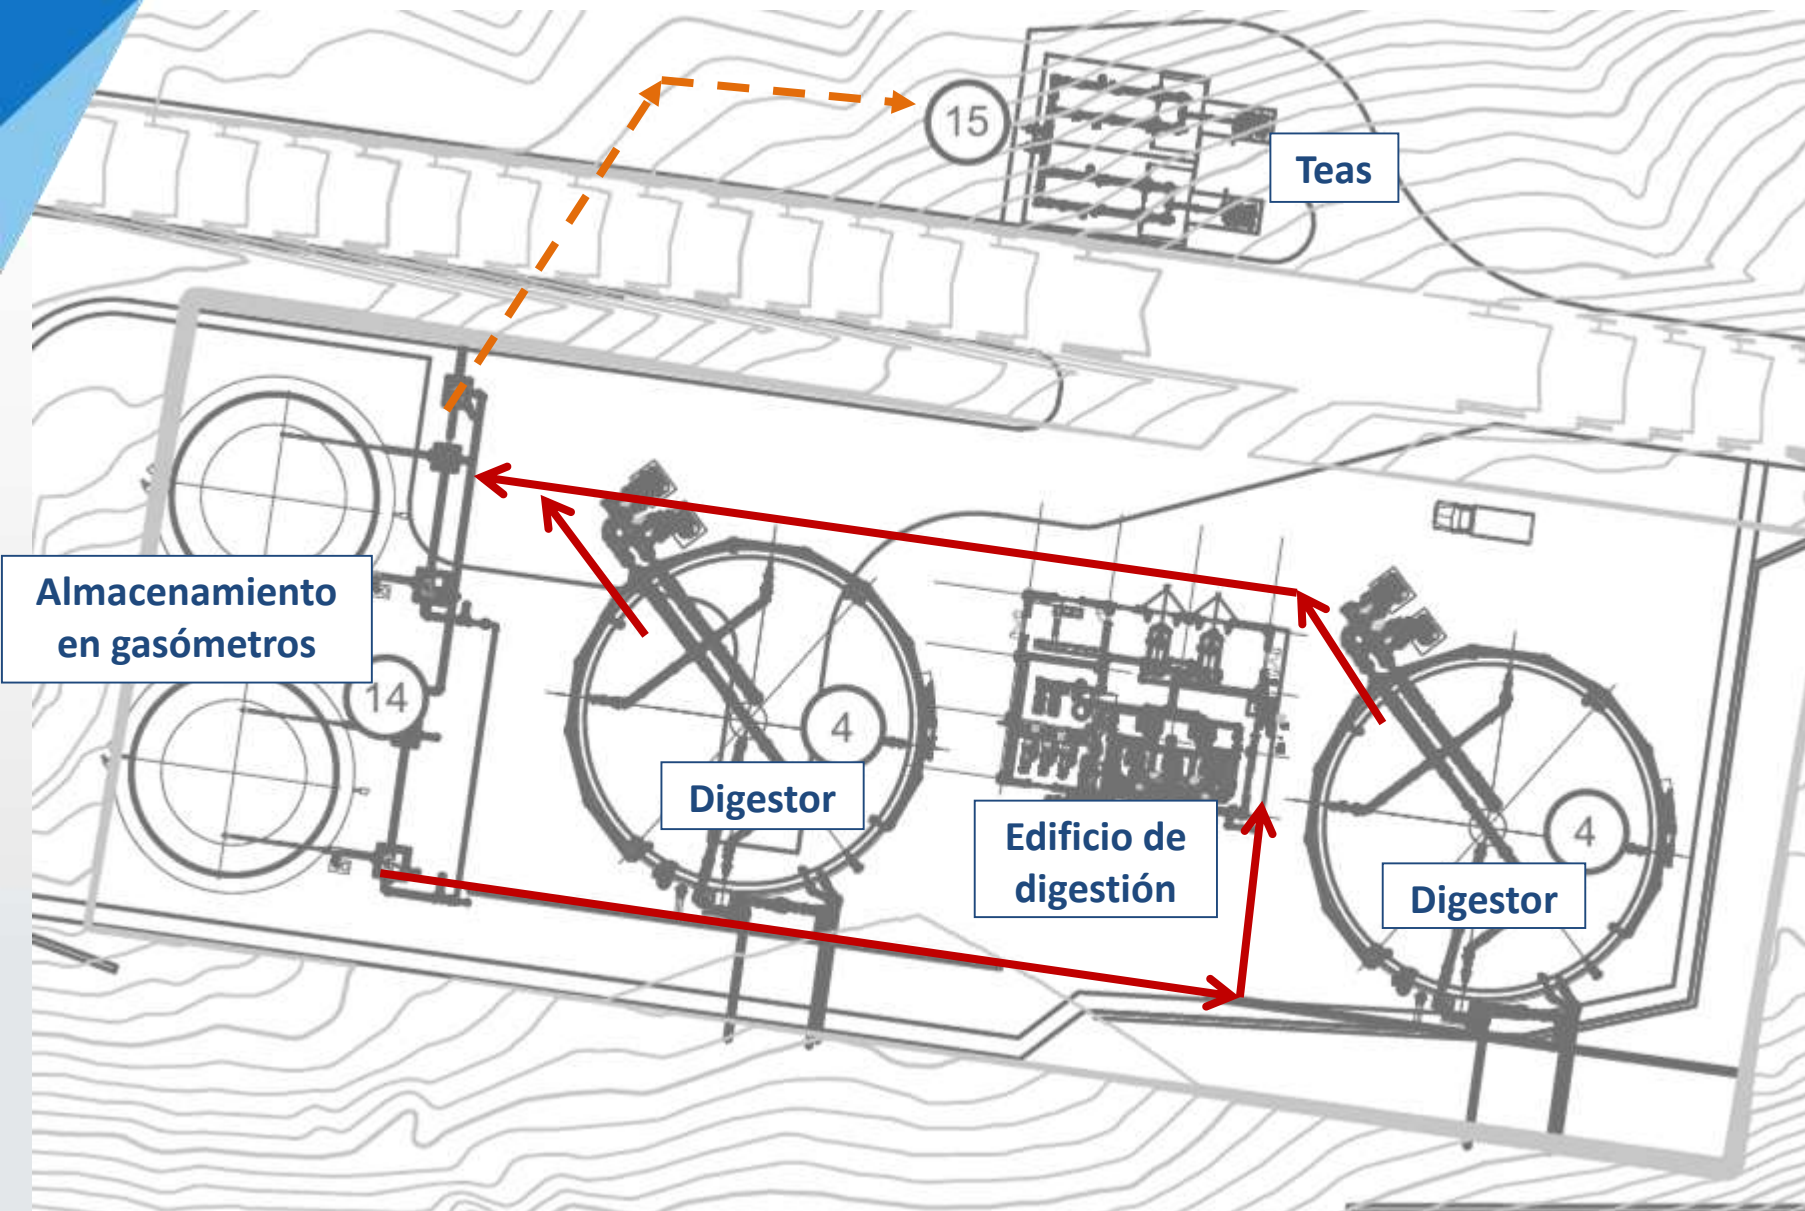 15
Teas
Almacenamiento
en gasómetros
14
4
Digestor
Edificio de
digestión
4
Digestor